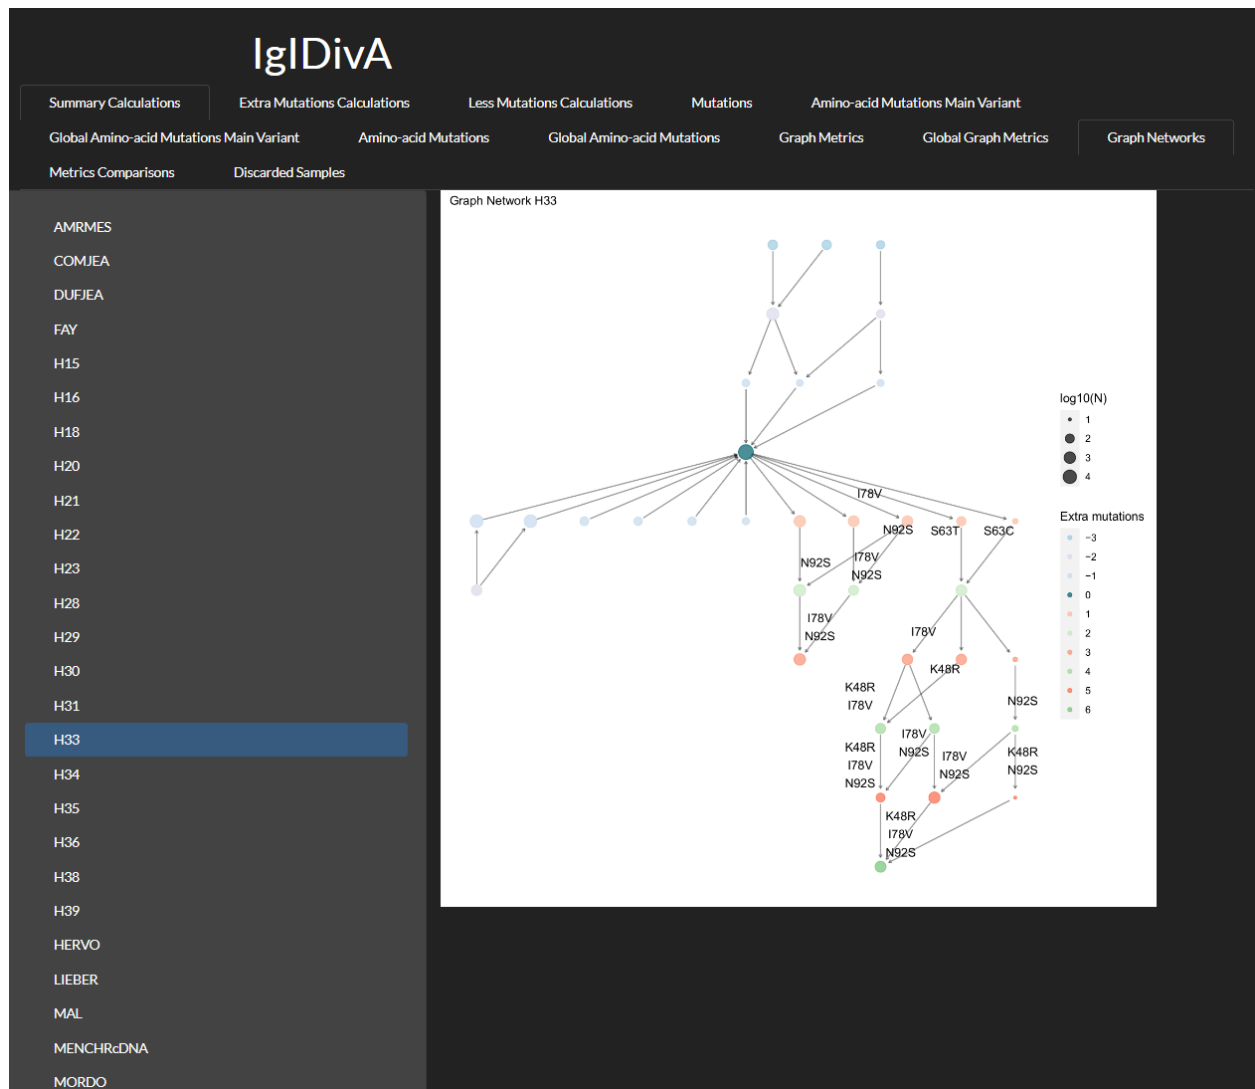 IgIDivA
Summary Calculations Extra Mutations Calculations Less Mutations Calculations Mutations Amino-acid Mutations Main Variant
Global Amino-acid Mutations Main Variant Amino-acid Mutations Global Amino-acid Mutations Graph Metrics Global Graph Metrics Graph Networks
Metrics Comparisons Discarded Samples
AMRMES
COMJEA
DUFJEA
FAY
H15
H16
H18
H20
H21
H22
H23
H28
H29
H30
H31
H33
H34
H35
H36
H38
H39
HERVO
LIEBER
MAL
MENCHRcDNA
MORDO
Graph Network H33
I78V
N92S S63T S63C
N92S
I78V
N92S
I78V
N92S
I78V
K48R
K48R
I78V
N92S
I78V
N92S
K48R
I78V
N92S
I78V
N92S
K48R
N92S
K48R
I78V
N92S
log10(N)
1
2
3
4
Extra mutations
−3
−2
−1
0
1
2
3
4
5
6